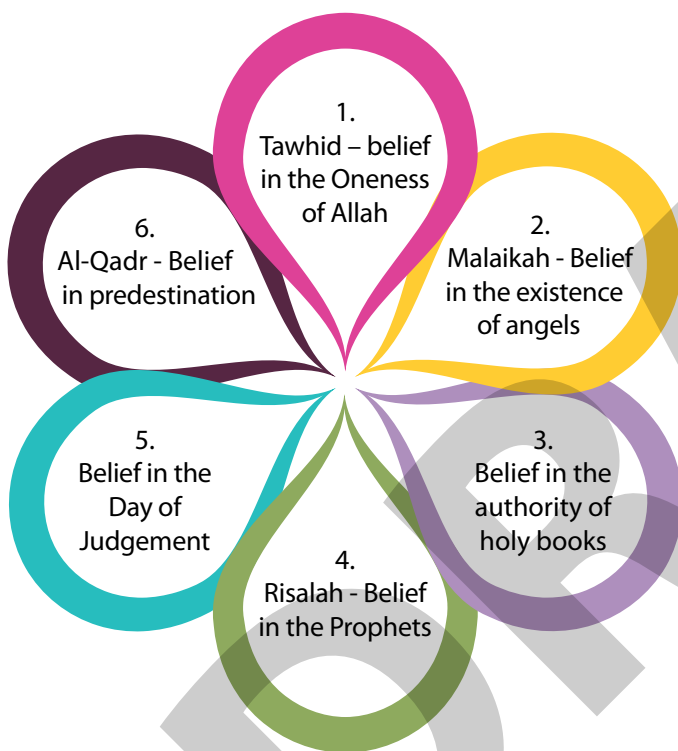 1.
Tawhid – belief
in the Oneness
of Allah
2.
Malaikah - Belief
in the existence
of angels
3.
Belief in the
authority of
holy books
4.
Risalah - Belief
in the Prophets
5.
Belief in the
Day of
Judgement
6.
Al-Qadr - Belief
in predestination